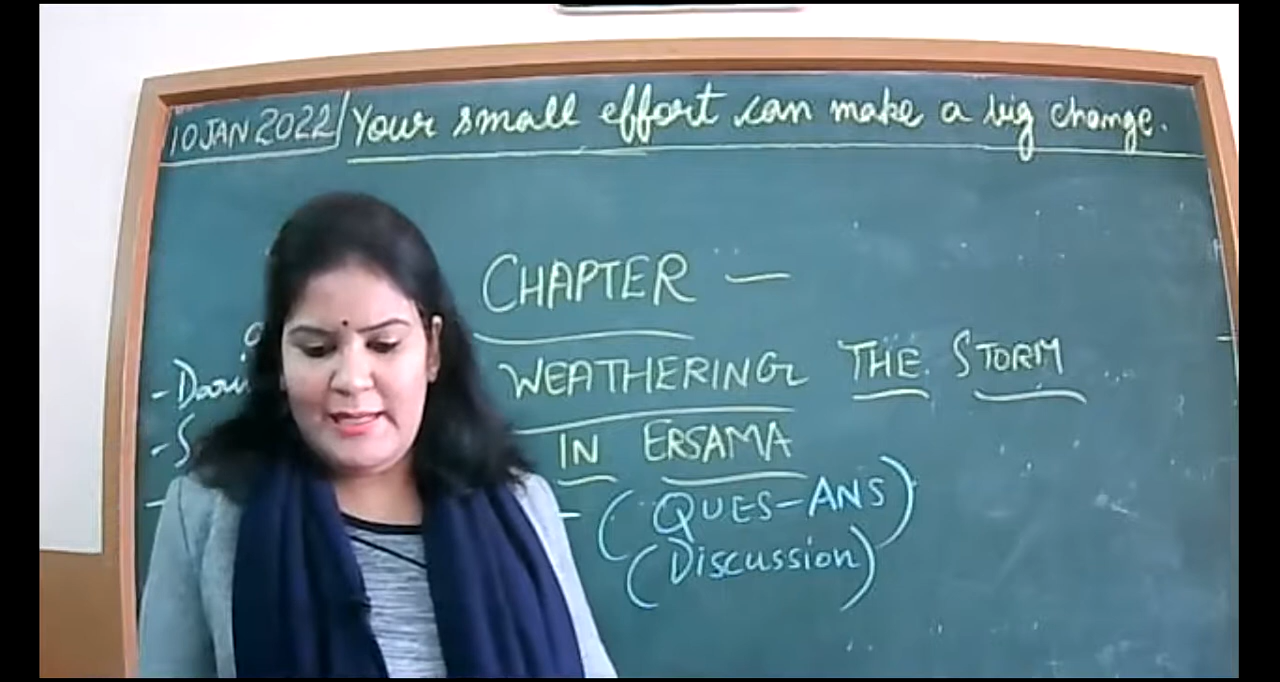 10 JAN 2022 / Your small effort can make a big change.
CHAPTER —
WEATHERING THE STORM
IN ERSAMA
- (QUES-ANS)
(Discussion)